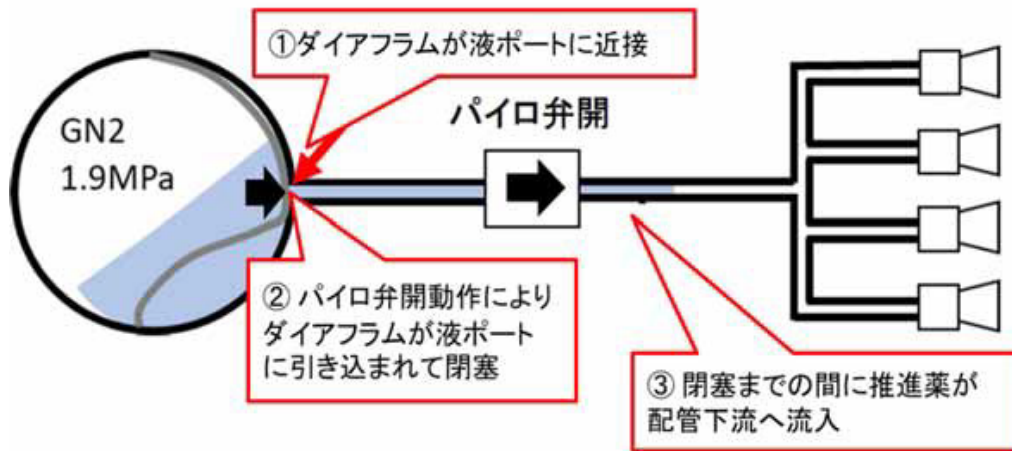 ①ダイアフラムが液ポートに近接
GN2
1.9MPa
パイロ弁開
② パイロ弁開動作により
ダイアフラムが液ポート
に引き込まれて閉塞
③ 閉塞までの間に推進薬が
配管下流へ流入